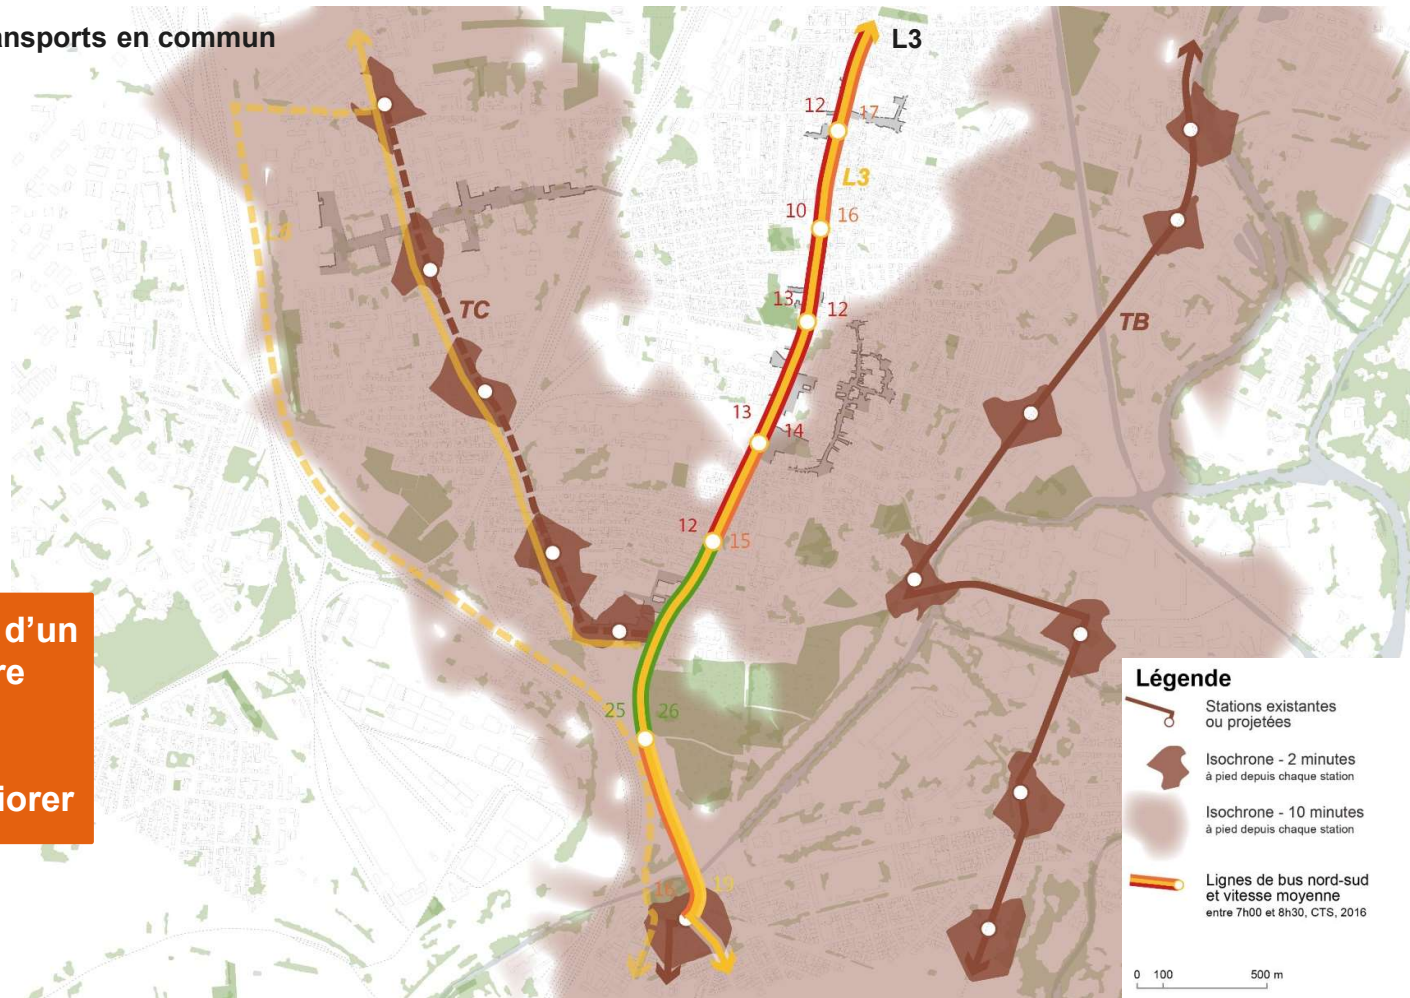 ansports en commun
L3
12
17
L3
10
16
13
12
TC
TB
13
14
12
15
d’un
re
iorer
25
26
16
19
Légende
Stations existantes
ou projetées
Isochrone - 2 minutes
à pied depuis chaque station
Isochrone - 10 minutes
à pied depuis chaque station
Lignes de bus nord-sud
et vitesse moyenne
entre 7h00 et 8h30, CTS, 2016
0 100 500 m